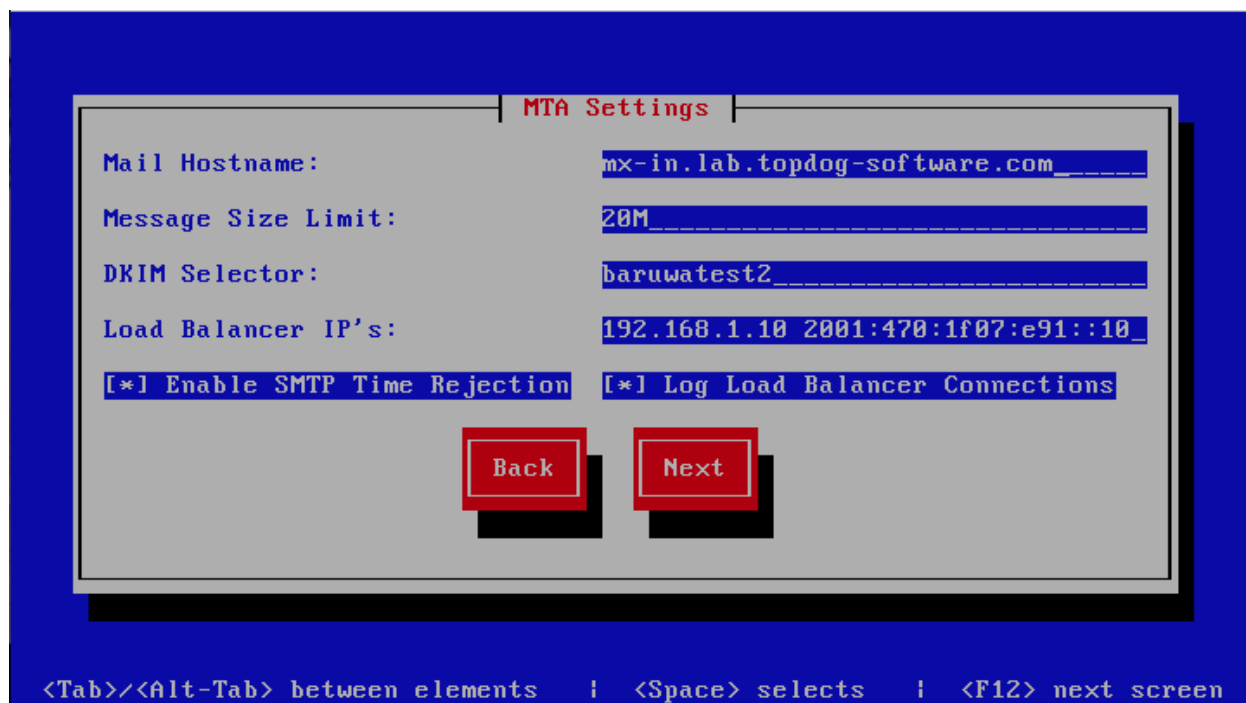 MTA Settings
Mail Hostname: mx-in.lab.topdog-software.com_____
Message Size Limit: 20M________________________________
DKIM Selector: baruwatest2________________________
Load Balancer IP's: 192.168.1.10 2001:470:1f07:e91::10_
[*] Enable SMTP Time Rejection [*] Log Load Balancer Connections
Back Next
<Tab>/<Alt-Tab> between elements | <Space> selects | <F12> next screen